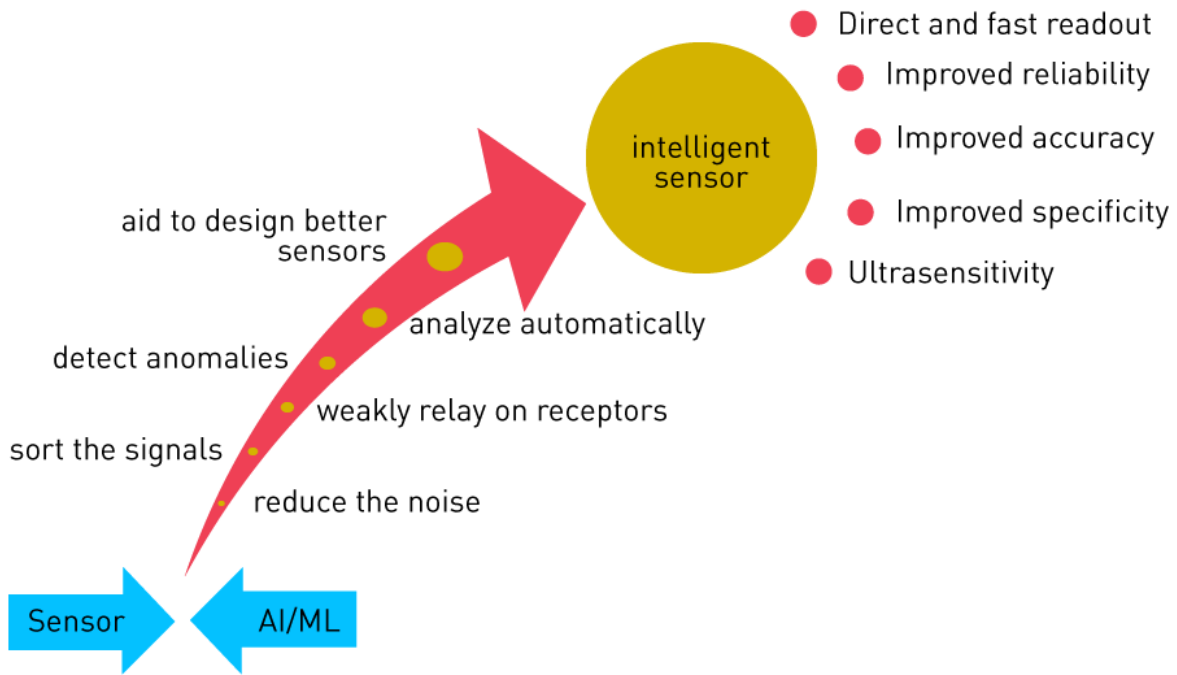 Direct and fast readout
Improved reliability
Improved accuracy
Improved specificity
Ultrasensitivity
intelligent
sensor
aid to design better
sensors
analyze automatically
detect anomalies
weakly relay on receptors
sort the signals
reduce the noise
Sensor
AI/ML